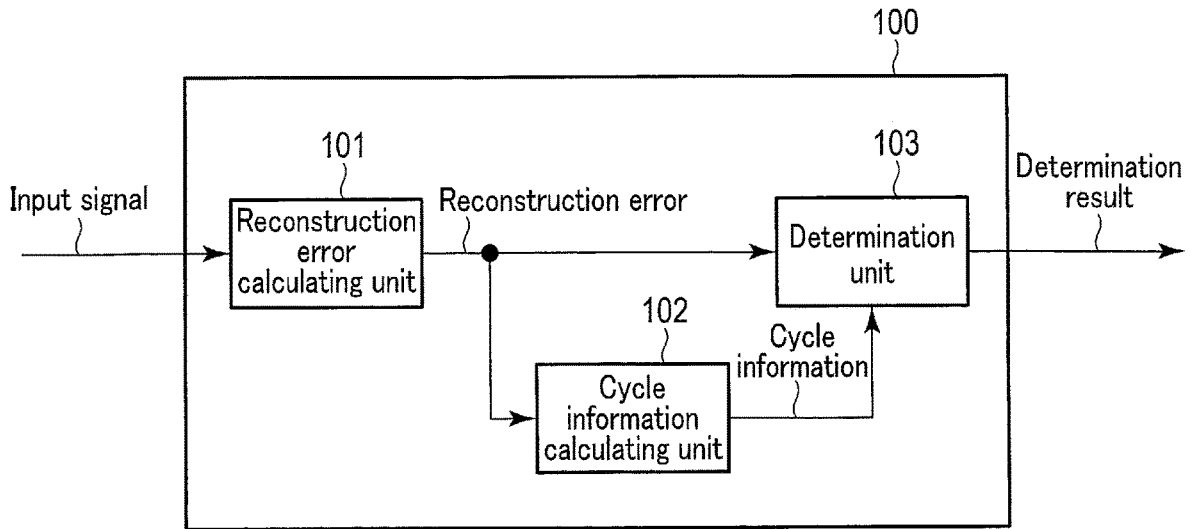 100
101
103
Input signal
Reconstruction
error
calculating unit
Reconstruction error
Determination
unit
Determination
result
102
Cycle
information
Cycle
information
calculating unit